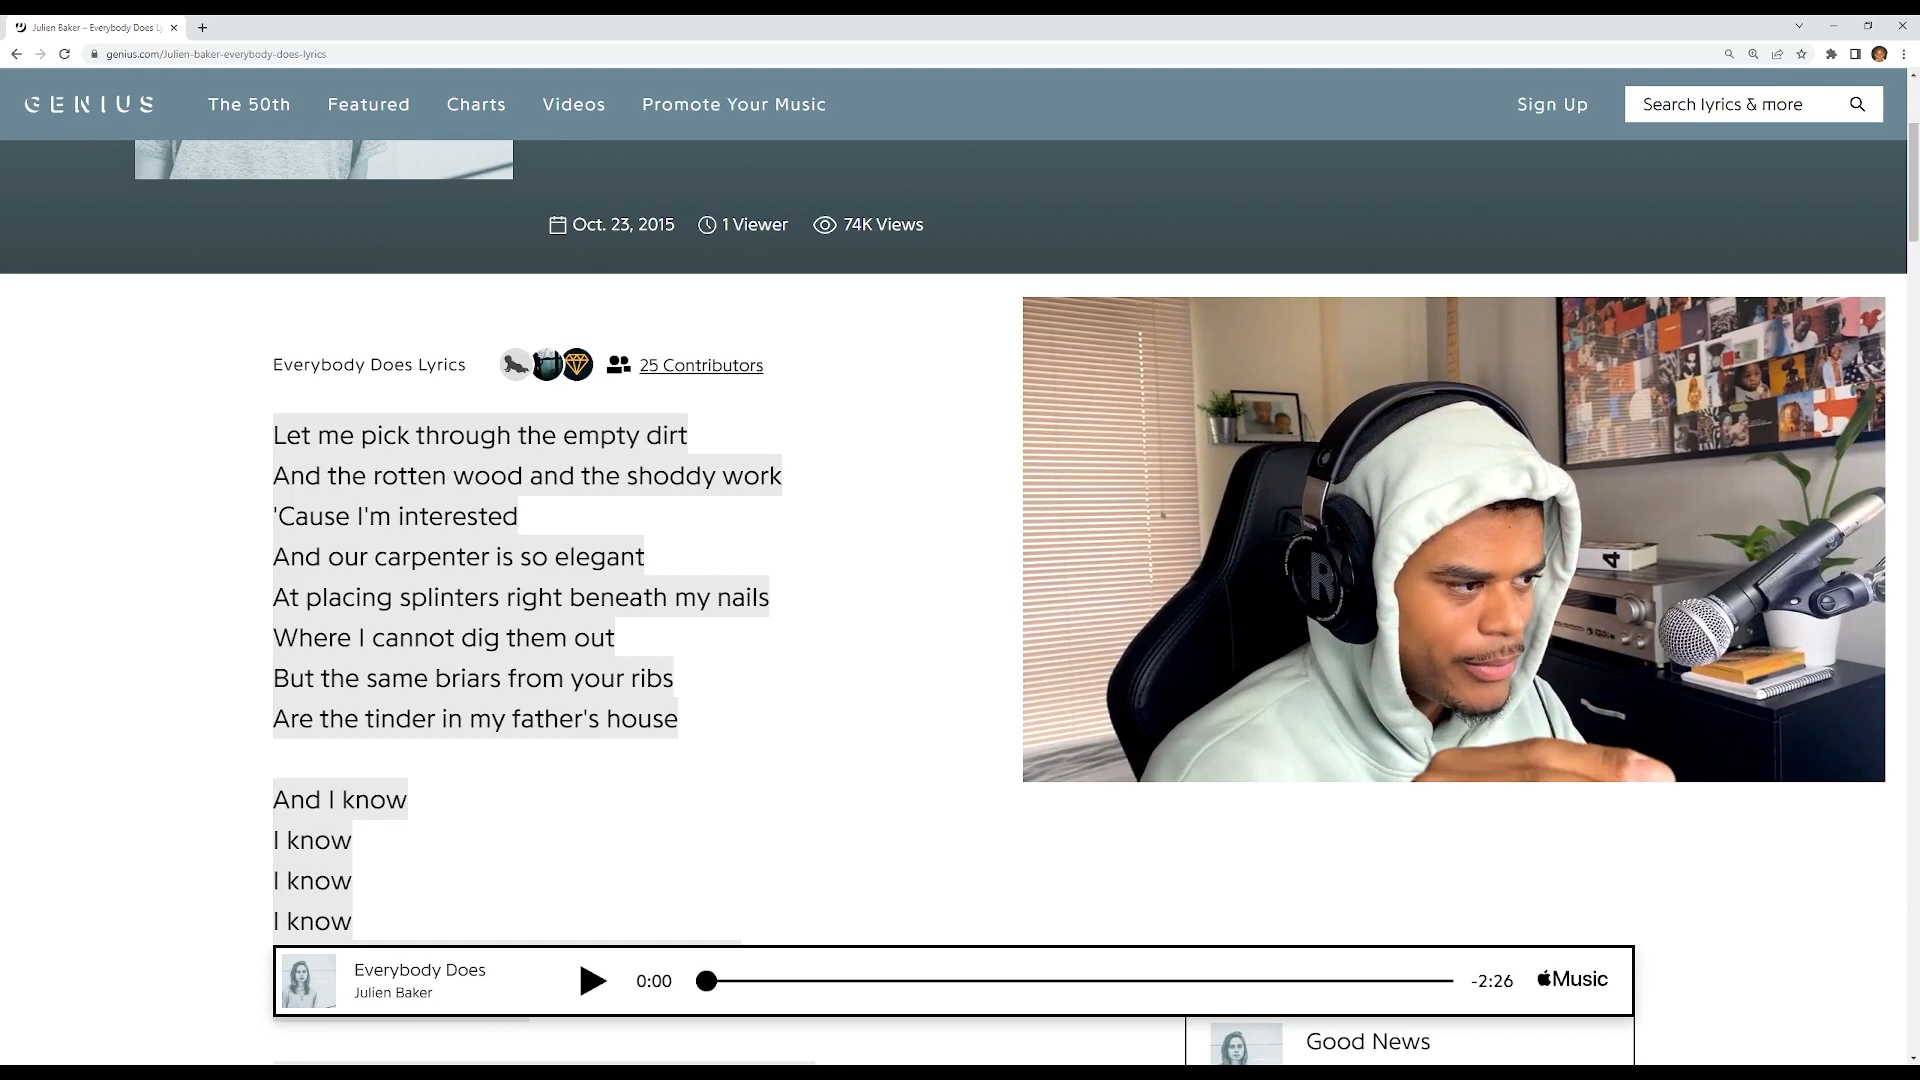 Julien Baker – Everybody Does Ly
genius.com/Julien-baker-everybody-does-lyrics
GENIUS
The 50th
Featured
Charts
Videos
Promote Your Music
Sign Up
Search lyrics & more
Oct. 23, 2015
1 Viewer
74K Views
Everybody Does Lyrics
25 Contributors
Let me pick through the empty dirt
And the rotten wood and the shoddy work
'Cause I'm interested
And our carpenter is so elegant
At placing splinters right beneath my nails
Where I cannot dig them out
But the same briars from your ribs
Are the tinder in my father's house
And I know
I know
I know
I know
Everybody Does
Julien Baker
0:00
-2:26
Music
Good News
PHILIPS
R
4